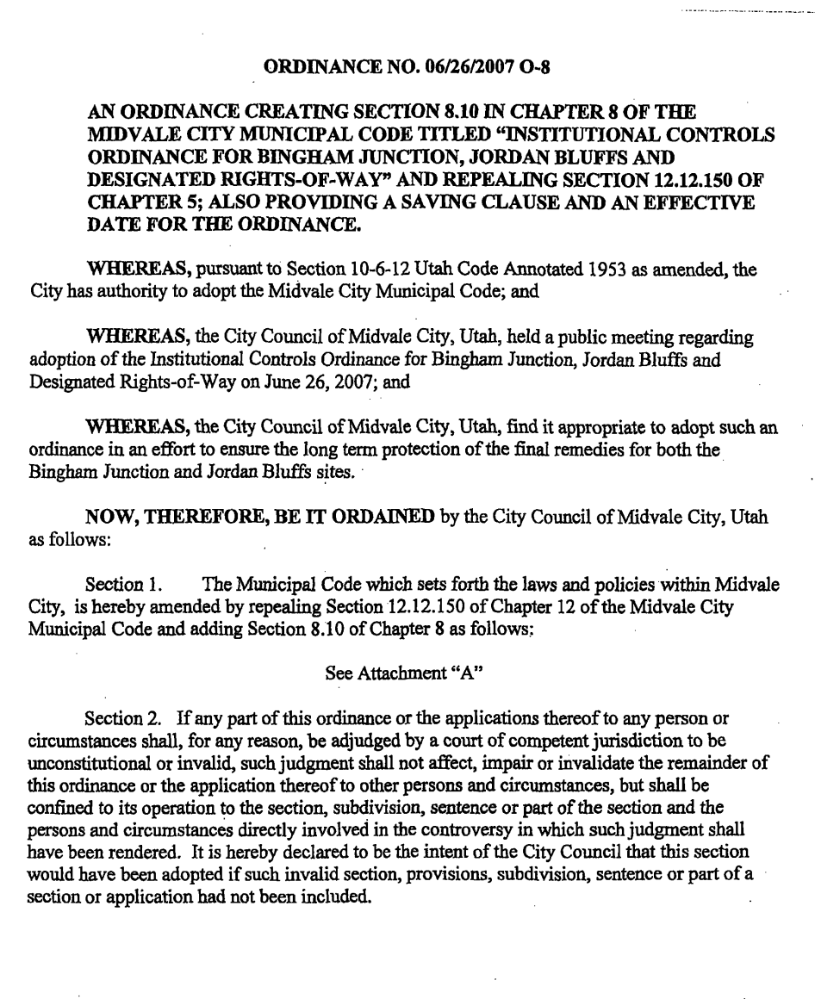 ORDINANCE NO. 06/26/2007 O-8
AN ORDINANCE CREATING SECTION 8.10 IN CHAPTER 8 OF THE
MIDVALE CITY MUNICIPAL CODE TITLED “INSTITUTIONAL CONTROLS
ORDINANCE FOR BINGHAM JUNCTION, JORDAN BLUFFS AND
DESIGNATED RIGHTS-OF-WAY” AND REPEALING SECTION 12.12.150 OF
CHAPTER 5; ALSO PROVIDING A SAVING CLAUSE AND AN EFFECTIVE
DATE FOR THE ORDINANCE.
WHEREAS, pursuant to Section 10-6-12 Utah Code Annotated 1953 as amended, the
City has authority to adopt the Midvale City Municipal Code; and
WHEREAS, the City Council of Midvale City, Utah, held a public meeting regarding
adoption of the Institutional Controls Ordinance for Bingham Junction, Jordan Bluffs and
Designated Rights-of-Way on June 26, 2007; and
WHEREAS, the City Council of Midvale City, Utah, find it appropriate to adopt such an
ordinance in an effort to ensure the long term protection of the final remedies for both the
Bingham Junction and Jordan Bluffs sites.
NOW, THEREFORE, BE IT ORDAINED by the City Council of Midvale City, Utah
as follows:
Section 1. The Municipal Code which sets forth the laws and policies within Midvale
City, is hereby amended by repealing Section 12.12.150 of Chapter 12 of the Midvale City
Municipal Code and adding Section 8.10 of Chapter 8 as follows:
See Attachment “A”
Section 2. If any part of this ordinance or the applications thereof to any person or
circumstances shall, for any reason, be adjudged by a court of competent jurisdiction to be
unconstitutional or invalid, such judgment shall not affect, impair or invalidate the remainder of
this ordinance or the application thereof to other persons and circumstances, but shall be
confined to its operation to the section, subdivision, sentence or part of the section and the
persons and circumstances directly involved in the controversy in which such judgment shall
have been rendered. It is hereby declared to be the intent of the City Council that this section
would have been adopted if such invalid section, provisions, subdivision, sentence or part of a
section or application had not been included.